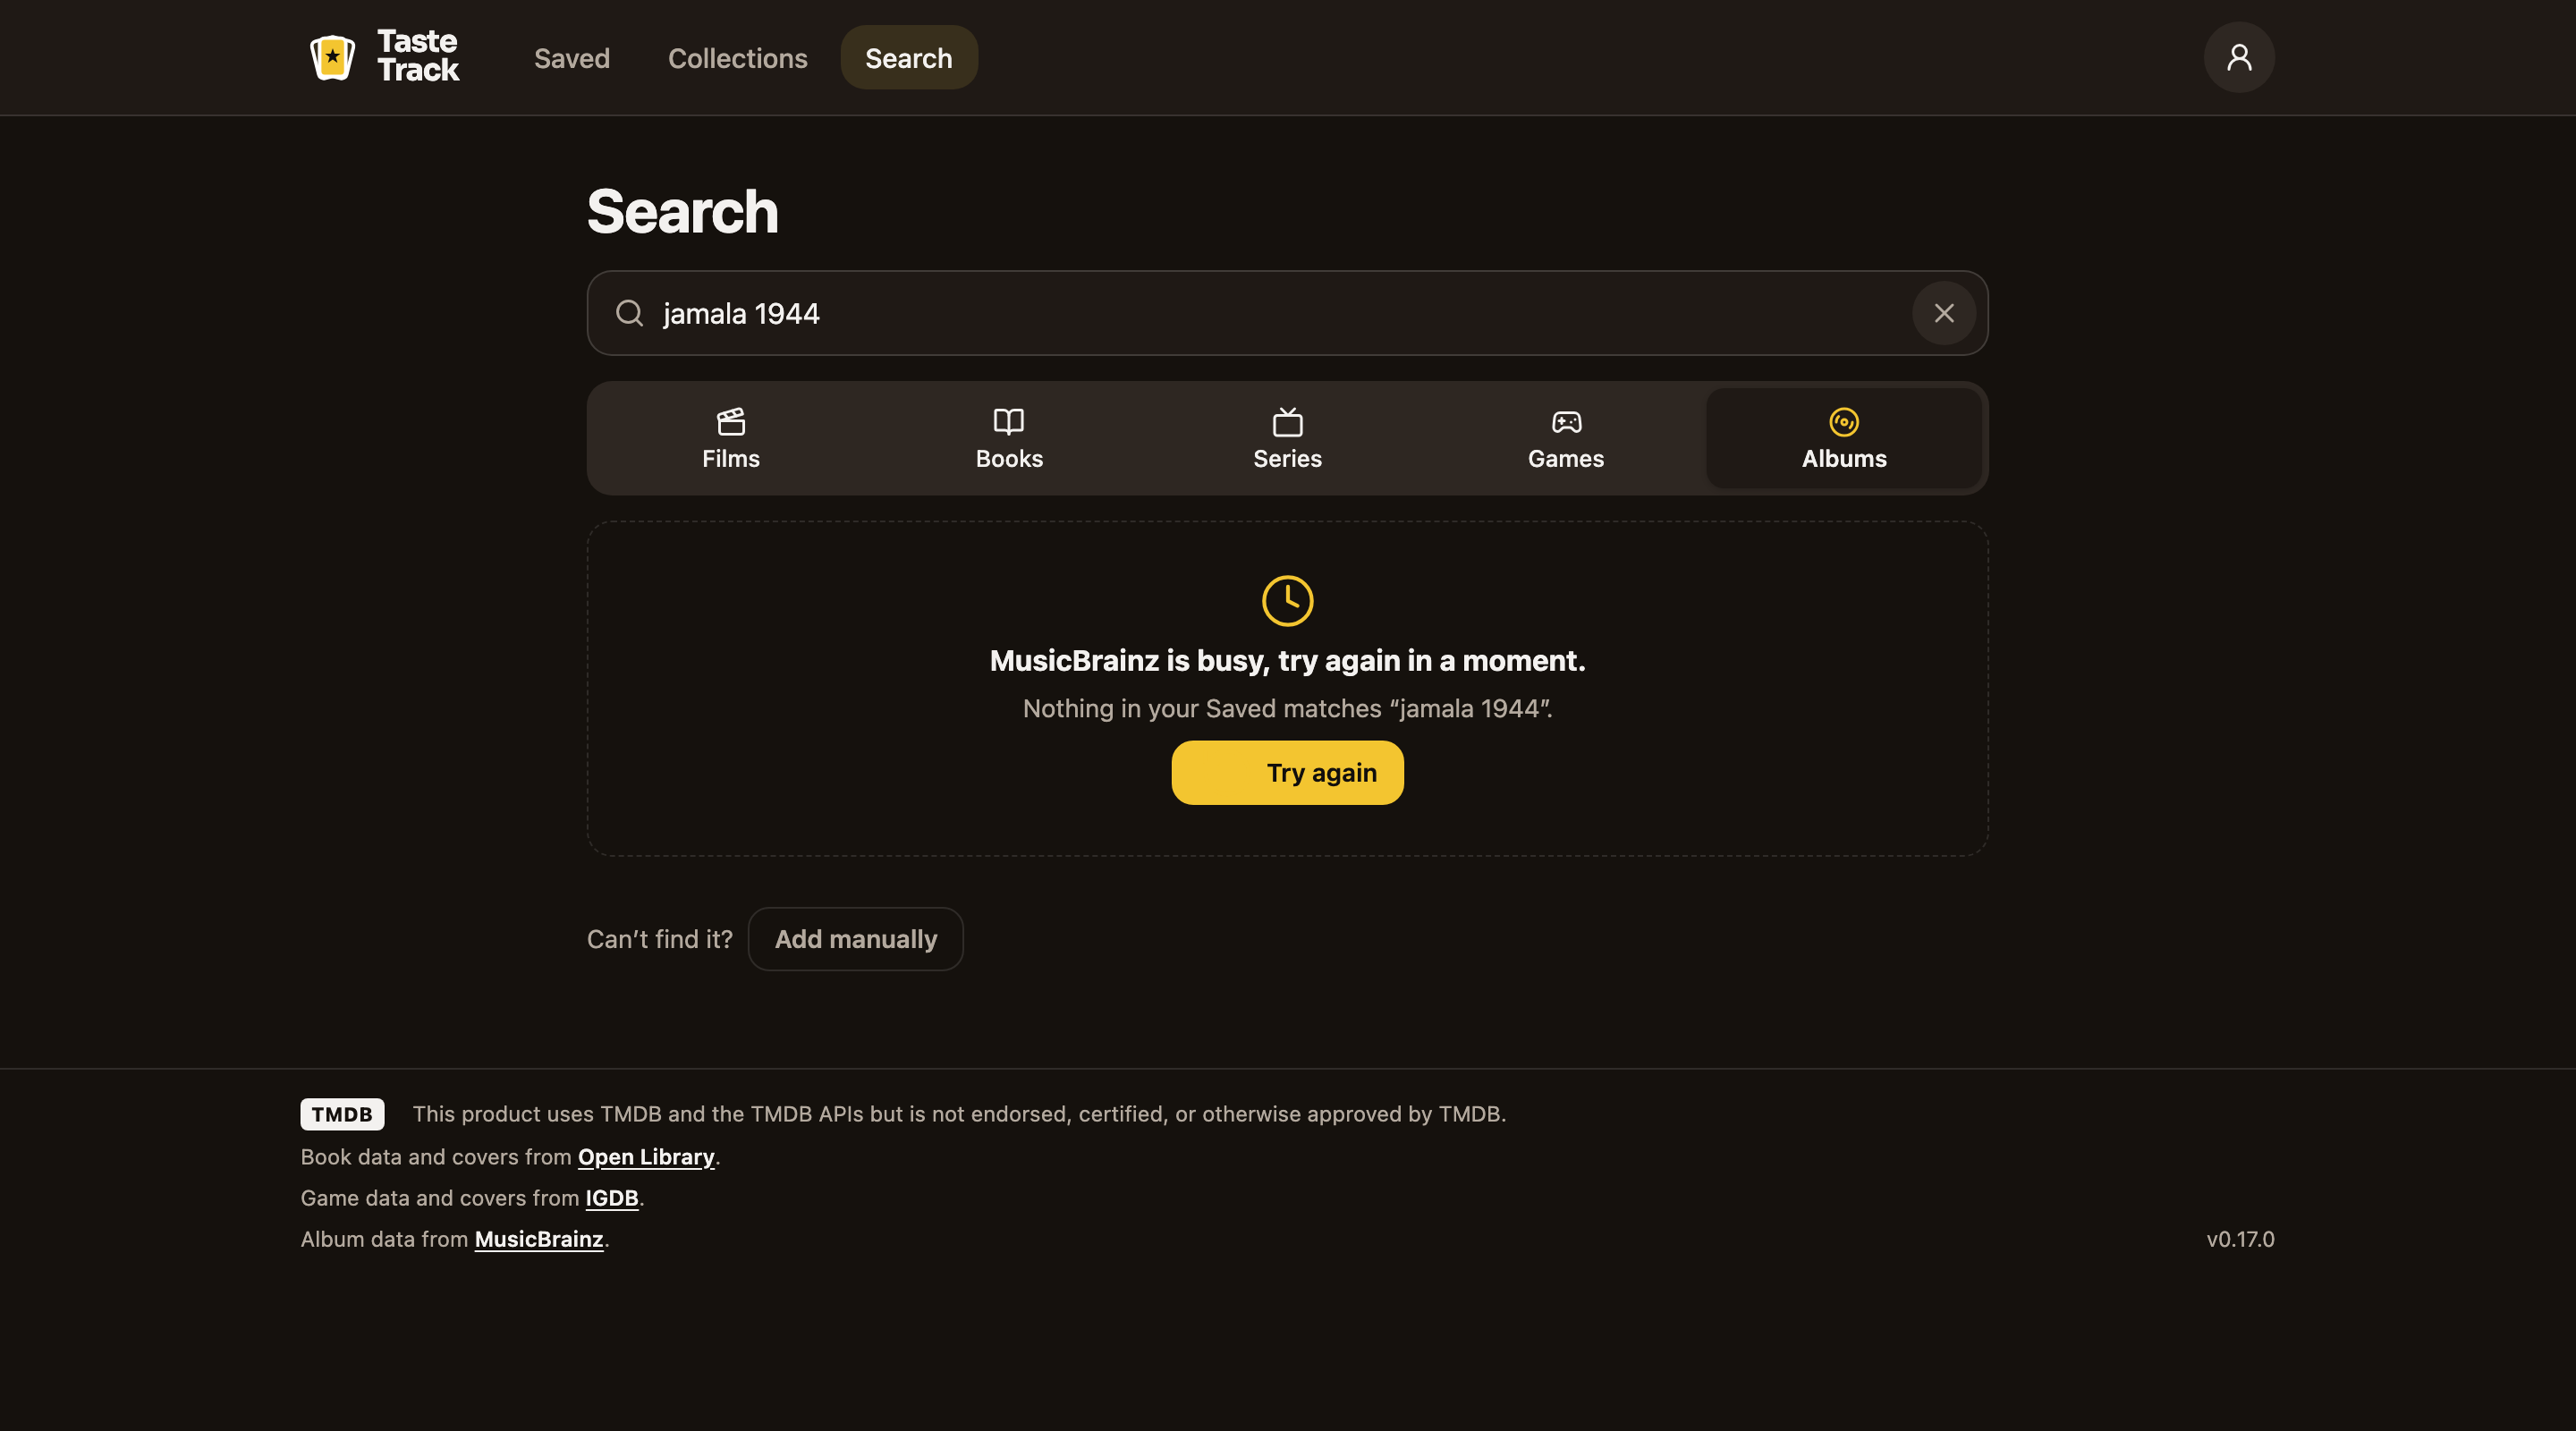 Taste
Track
Saved
Collections
Search
Search
jamala 1944
Films
Books
Series
Games
Albums
MusicBrainz is busy, try again in a moment.
Nothing in your Saved matches “jamala 1944”.
Try again
Can’t find it?
Add manually
TMDB
This product uses TMDB and the TMDB APIs but is not endorsed, certified, or otherwise approved by TMDB.
Book data and covers from Open Library.
Game data and covers from IGDB.
Album data from MusicBrainz.
v0.17.0